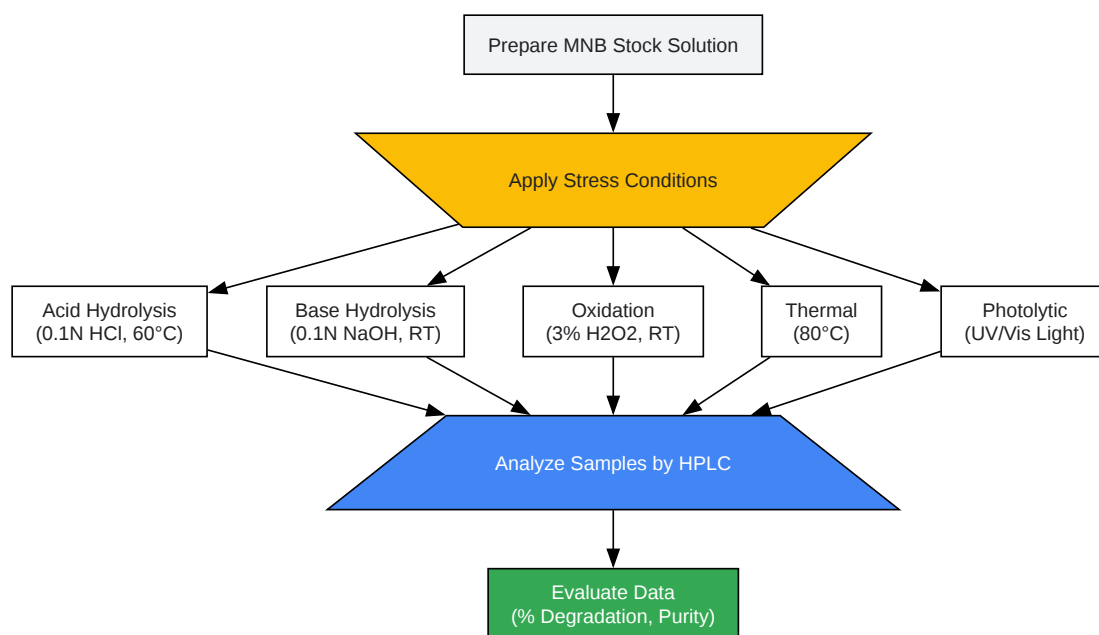 Prepare MNB Stock Solution
Apply Stress Conditions
Acid Hydrolysis
(0.1N HCl, 60°C)
Base Hydrolysis
(0.1N NaOH, RT)
Oxidation
(3% H2O2, RT)
Thermal
(80°C)
Photolytic
(UV/Vis Light)
Analyze Samples by HPLC
Evaluate Data
(% Degradation, Purity)